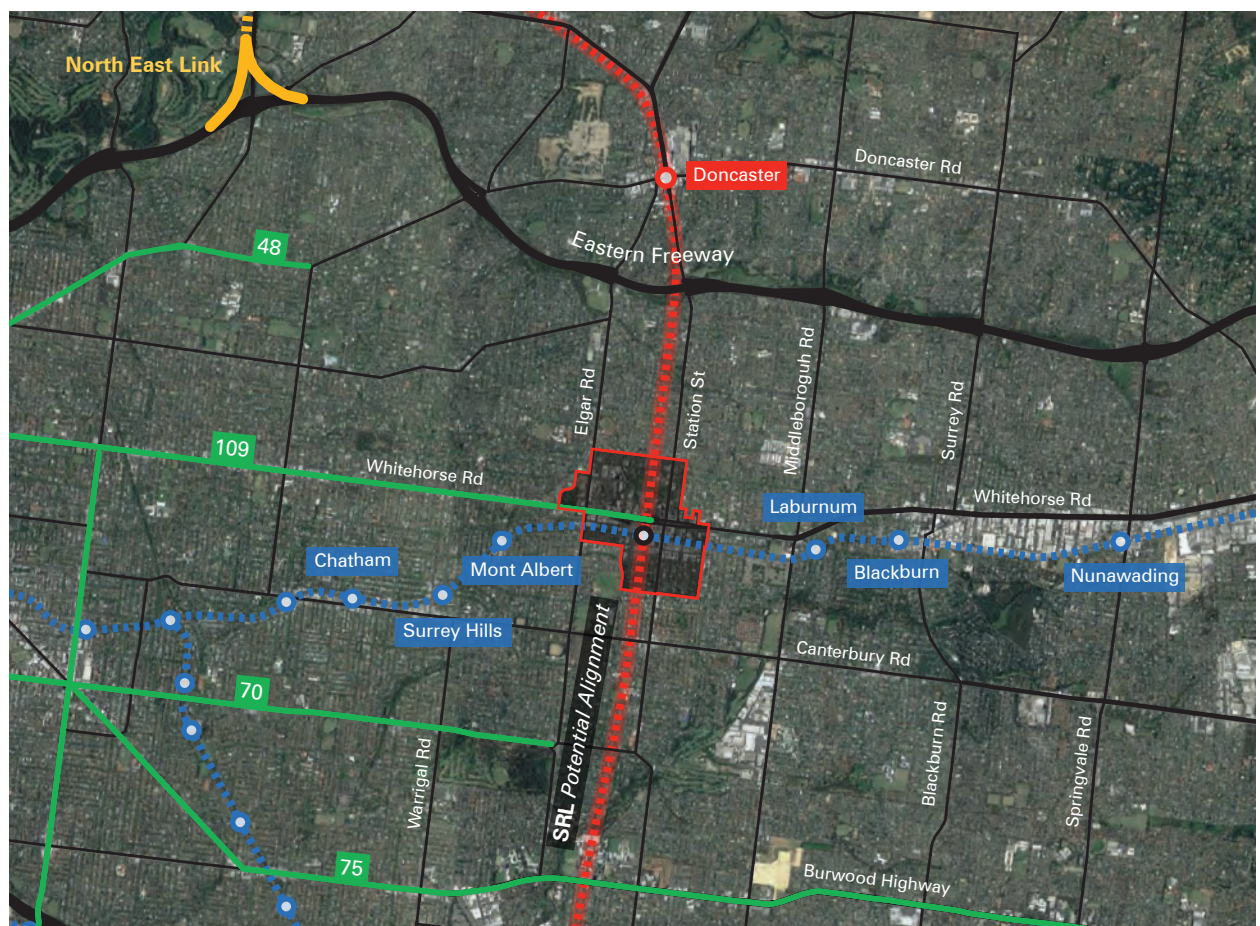 North East Link
Doncaster Rd
Doncaster
48
Eastern Freeway
Elgar Rd
Station St
Middleboroguh Rd
Surrey Rd
109
Whitehorse Rd
Whitehorse Rd
Laburnum
Chatham
Mont Albert
Blackburn
Nunawading
Surrey Hills
Canterbury Rd
SRL Potential Alignment
70
Warrigal Rd
Blackburn Rd
Springvale Rd
75
Burwood Highway